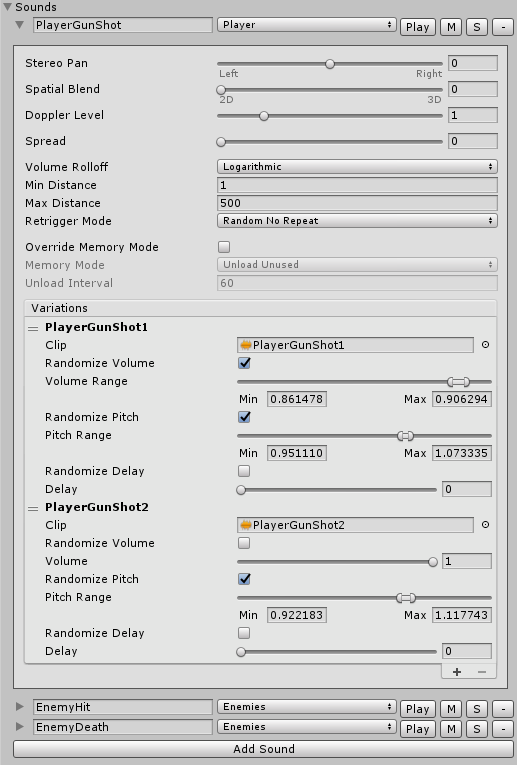 Sounds
PlayerGunShot Player Play M S -
Stereo Pan 0
Left Right
Spatial Blend 0
2D 3D
Doppler Level 1
Spread 0
Volume Rolloff Logarithmic
Min Distance 1
Max Distance 500
Retrigger Mode Random No Repeat
Override Memory Mode
Memory Mode Unload Unused
Unload Interval 60
Variations
PlayerGunShot1
Clip PlayerGunShot1
Randomize Volume
Volume Range
Min 0.861478 Max 0.906294
Randomize Pitch
Pitch Range
Min 0.951110 Max 1.073335
Randomize Delay
Delay 0
PlayerGunShot2
Clip PlayerGunShot2
Randomize Volume
Volume 1
Randomize Pitch
Pitch Range
Min 0.922183 Max 1.117743
Randomize Delay
Delay 0
+ −
EnemyHit Enemies Play M S -
EnemyDeath Enemies Play M S -
Add Sound